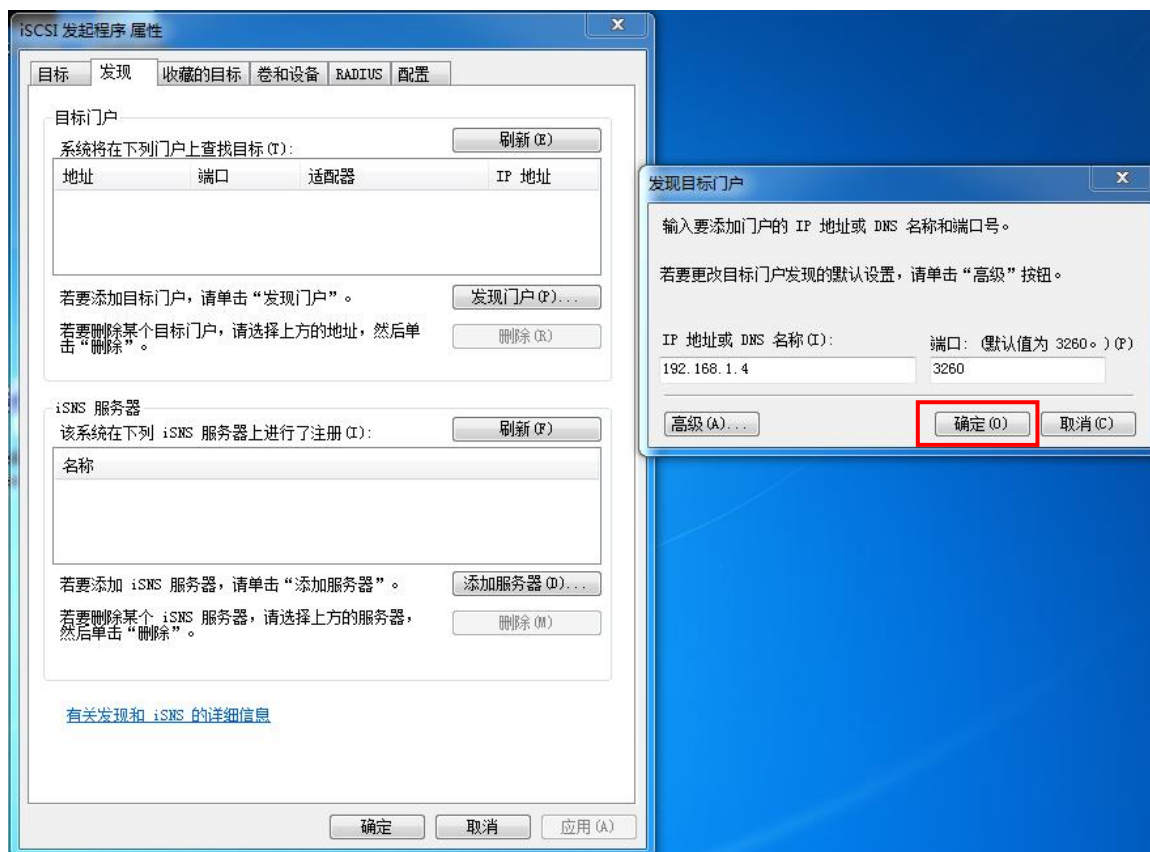 iSCSI 发起程序 属性
目标 发现 收藏的目标 卷和设备 RADIUS 配置
目标门户
系统将在下列门户上查找目标(T):
刷新(E)
地址 端口 适配器 IP 地址
若要添加目标门户，请单击“发现门户”。
发现门户(P)...
若要删除某个目标门户，请选择上方的地址，然后单
击“删除”。
删除(R)
iSNS 服务器
该系统在下列 iSNS 服务器上进行了注册(I):
刷新(F)
名称
若要添加 iSNS 服务器，请单击“添加服务器”。
添加服务器(D)...
若要删除某个 iSNS 服务器，请选择上方的服务器，
然后单击“删除”。
删除(M)
有关发现和 iSNS 的详细信息
确定 取消 应用(A)
发现目标门户
输入要添加门户的 IP 地址或 DNS 名称和端口号。
若要更改目标门户发现的默认设置，请单击“高级”按钮。
IP 地址或 DNS 名称(I): 端口: (默认值为 3260。)(P)
192.168.1.4 3260
高级(A)... 确定(O) 取消(C)